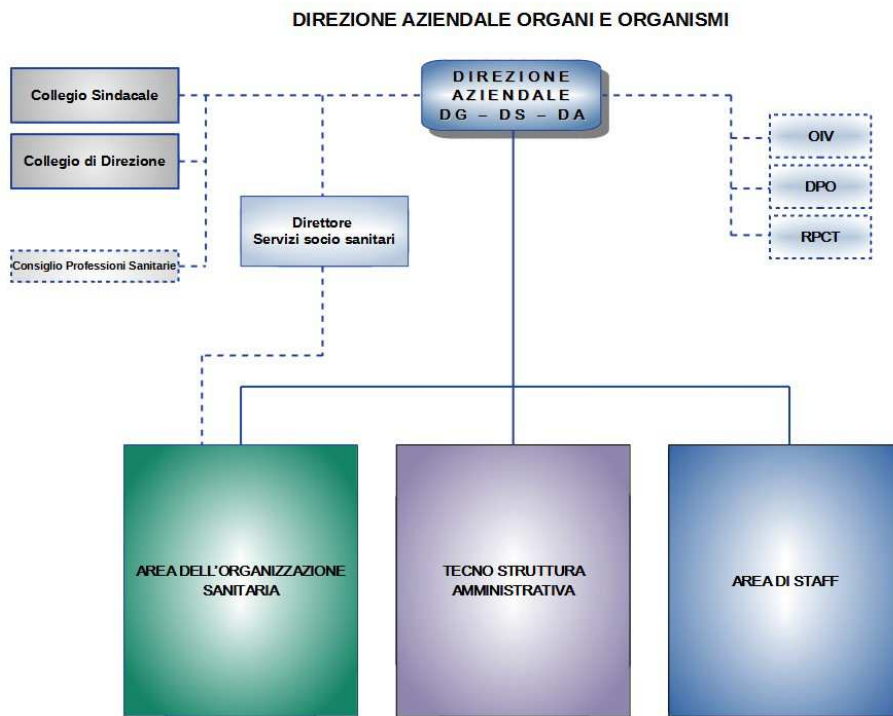 DIREZIONE AZIENDALE ORGANI E ORGANISMI
DIREZIONE
AZIENDALE
DG – DS – DA
Collegio Sindacale
Collegio di Direzione
Consiglio Professioni Sanitarie
Direttore
Servizi socio sanitari
OIV
DPO
RPCT
AREA DELL'ORGANIZZAZIONE
SANITARIA
TECNO STRUTTURA
AMMINISTRATIVA
AREA DI STAFF